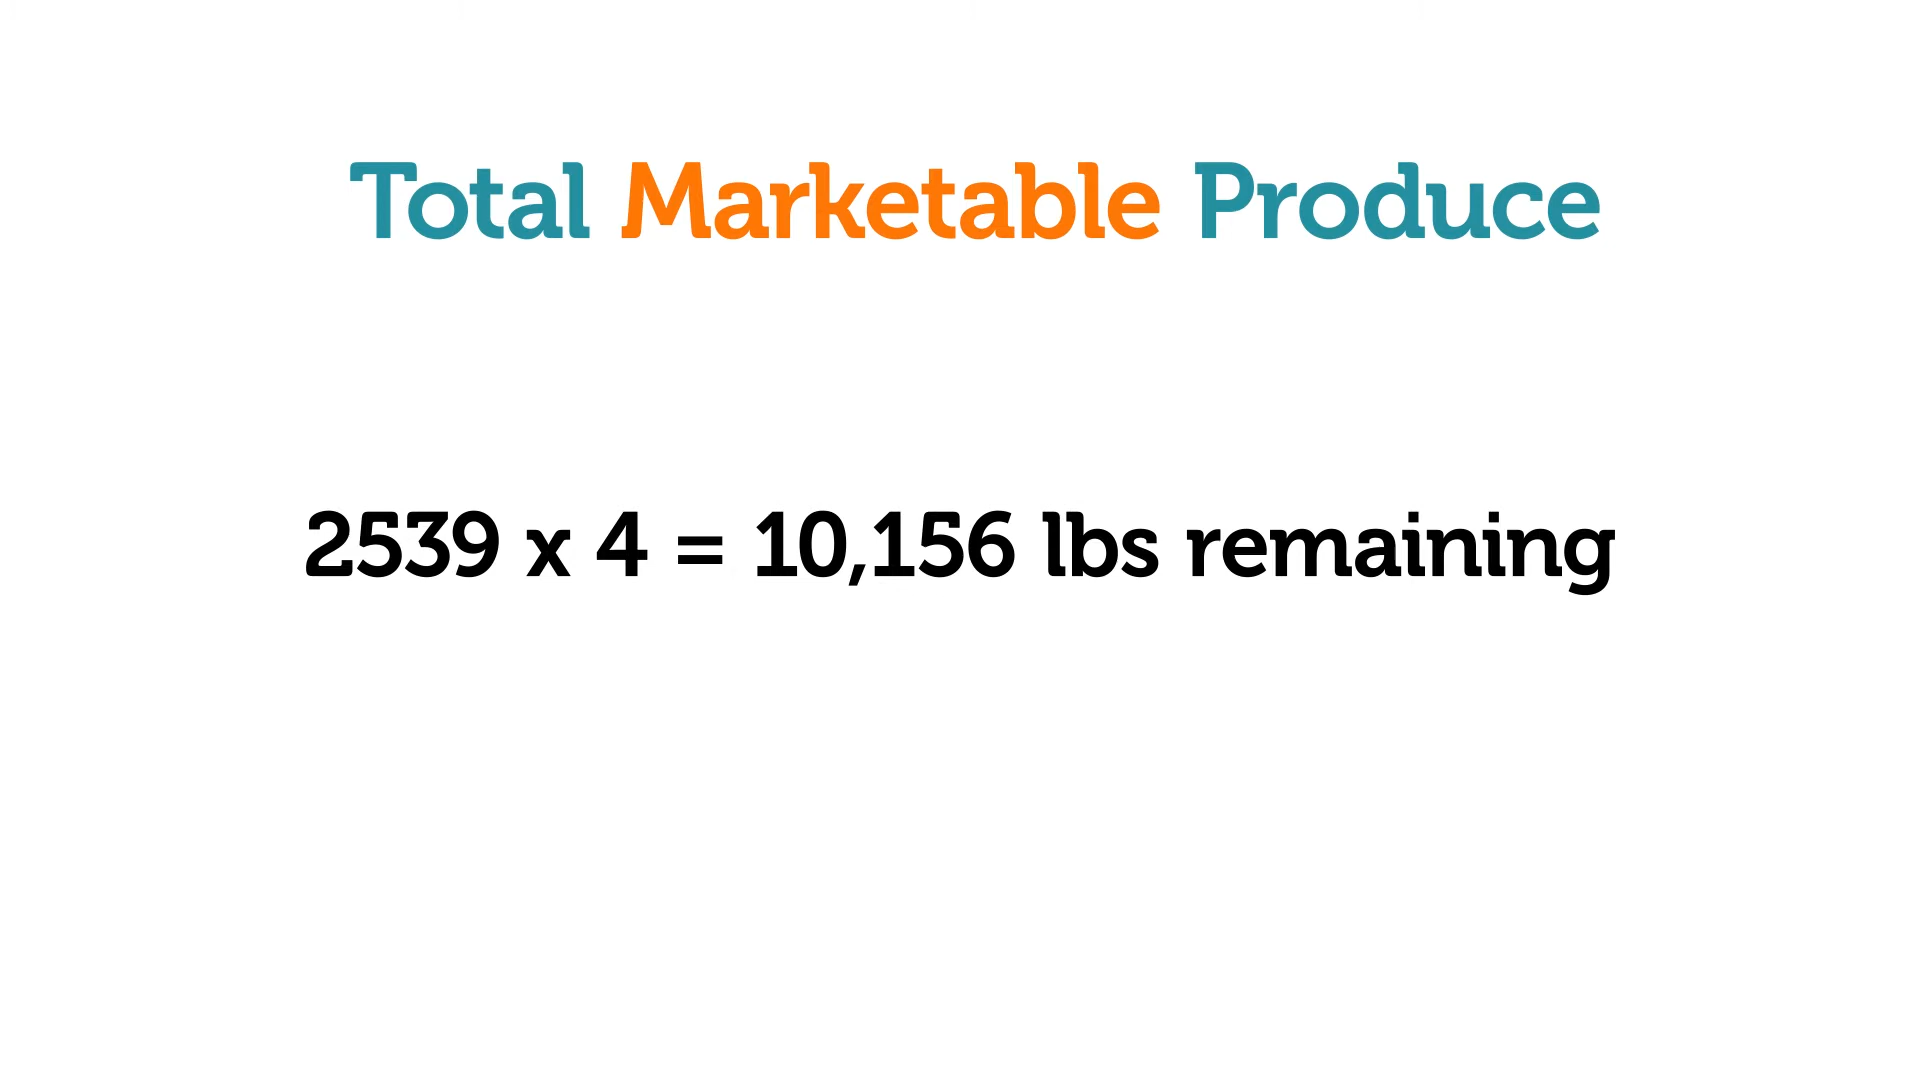 Total Marketable Produce
2539 x 4 = 10,156 lbs remaining